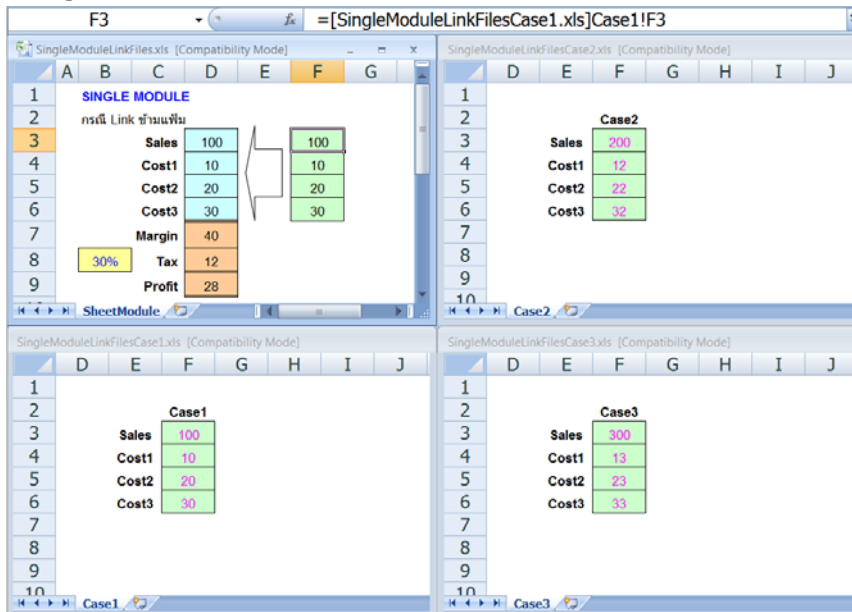 F3 fx =[SingleModuleLinkFilesCase1.xls]Case1!F3
SingleModuleLinkFiles.xls [Compatibility Mode]
A B C D E F G
1 SINGLE MODULE
2 กรณี Link ข้ามแฟ้ม
3 Sales 100 100
4 Cost1 10 10
5 Cost2 20 20
6 Cost3 30 30
7 Margin 40
8 30% Tax 12
9 Profit 28
SheetModule
SingleModuleLinkFilesCase2.xls [Compatibility Mode]
D E F G H I J
1
2 Case2
3 Sales 200
4 Cost1 12
5 Cost2 22
6 Cost3 32
7
8
9
10
Case2
SingleModuleLinkFilesCase1.xls [Compatibility Mode]
D E F G H I J
1
2 Case1
3 Sales 100
4 Cost1 10
5 Cost2 20
6 Cost3 30
7
8
9
10
Case1
SingleModuleLinkFilesCase3.xls [Compatibility Mode]
D E F G H I J
1
2 Case3
3 Sales 300
4 Cost1 13
5 Cost2 23
6 Cost3 33
7
8
9
10
Case3